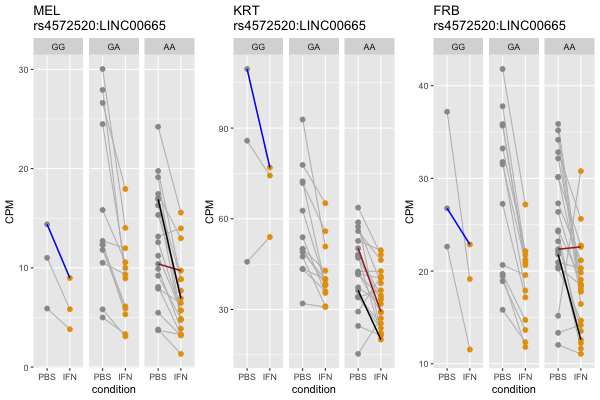 MEL
rs4572520:LINC00665
GG GA AA
CPM
30
20
10
0
PBS IFN PBS IFN PBS IFN
condition
KRT
rs4572520:LINC00665
GG GA AA
CPM
90
60
30
PBS IFN PBS IFN PBS IFN
condition
FRB
rs4572520:LINC00665
GG GA AA
CPM
40
30
20
10
PBS IFN PBS IFN PBS IFN
condition